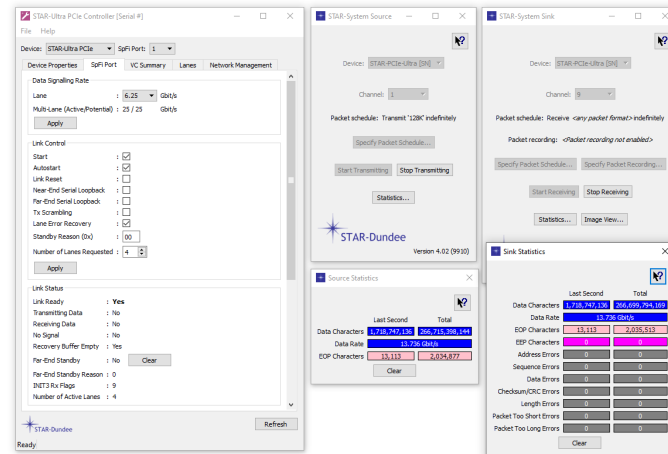 STAR-Ultra PCIe Controller [Serial #]
File Help
Device: STAR-Ultra PCIe SpFi Port: 1
Device Properties SpFi Port VC Summary Lanes Network Management
Data Signalling Rate
Lane : 6.25 Gbit/s
Multi-Lane (Active/Potential) : 25 / 25 Gbit/s
Apply
Link Control
Start :
Autostart :
Link Reset :
Near-End Serial Loopback :
Far-End Serial Loopback :
Tx Scrambling :
Lane Error Recovery :
Standby Reason (0x) : 00
Number of Lanes Requested : 4
Apply
Link Status
Link Ready : Yes
Transmitting Data : No
Receiving Data : No
No Signal : No
Recovery Buffer Empty : Yes
Far-End Standby : No Clear
Far-End Standby Reason : 0
INIT3 Rx Flags : 9
Number of Active Lanes : 4
STAR-Dundee
Refresh
Ready
STAR-System Source
Device: STAR-PCIe-Ultra [SN]
Channel: 1
Packet schedule: Transmit '128K' indefinitely
Specify Packet Schedule...
Start Transmitting Stop Transmitting
Statistics...
STAR-Dundee
Version 4.02 (9910)
Source Statistics
Last Second Total
Data Characters 1,718,747,136 266,715,398,144
Data Rate 13.736 Gbit/s
EOP Characters 13,113 2,034,877
Clear
STAR-System Sink
Device: STAR-PCIe-Ultra [SN]
Channel: 9
Packet schedule: Receive <any packet format> indefinitely
Packet recording: <Packet recording not enabled>
Specify Packet Schedule... Specify Packet Recording...
Start Receiving Stop Receiving
Statistics... Image View...
Sink Statistics
Last Second Total
Data Characters 1,718,747,136 266,699,794,169
Data Rate 13.736 Gbit/s
EOP Characters 13,113 2,035,513
EEP Characters 0 0
Address Errors 0 0
Sequence Errors 0 0
Data Errors 0 0
Checksum/CRC Errors 0 0
Length Errors 0 0
Packet Too Short Errors 0 0
Packet Too Long Errors 0 0
Clear